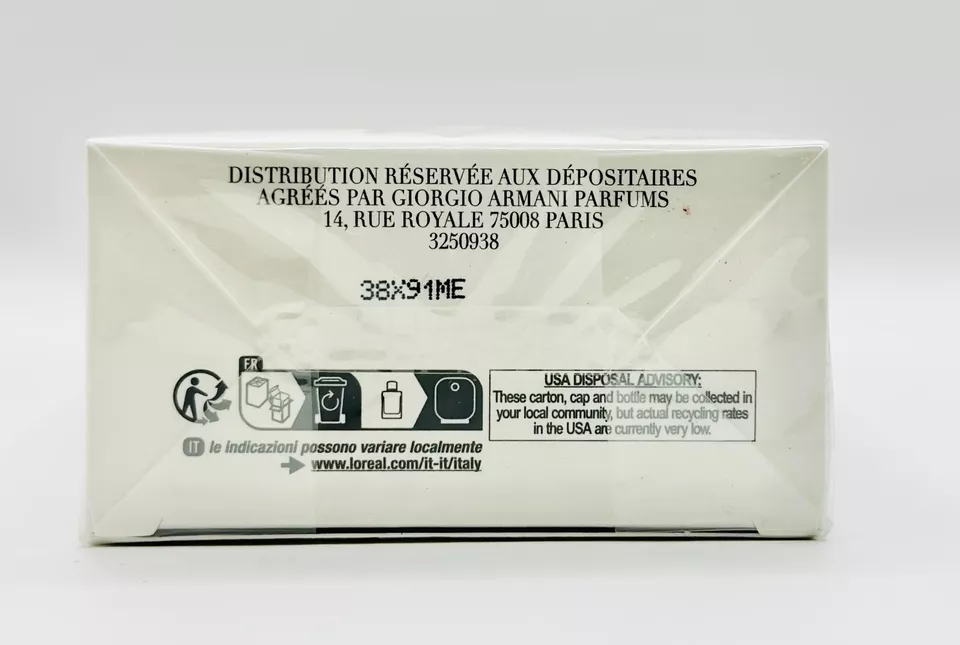 DISTRIBUTION RÉSERVÉE AUX DÉPOSITAIRES
AGRÉÉS PAR GIORGIO ARMANI PARFUMS
14, RUE ROYALE 75008 PARIS
3250938
38X91ME
FR
USA DISPOSAL ADVISORY:
These carton, cap and bottle may be collected in
your local community, but actual recycling rates
in the USA are currently very low.
IT le indicazioni possono variare localmente
www.loreal.com/it-it/italy